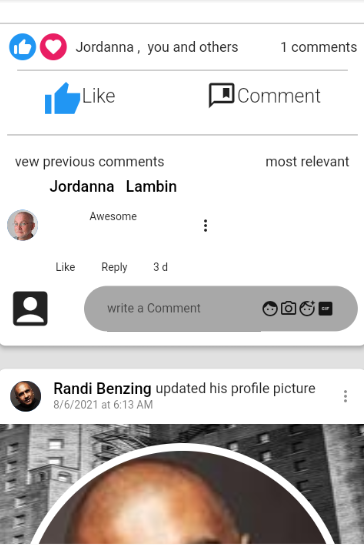 Jordanna , you and others 1 comments
Like Comment
vew previous comments most relevant
Jordanna Lambin
Awesome
Like Reply 3 d
write a Comment GIF
Randi Benzing updated his profile picture
8/6/2021 at 6:13 AM